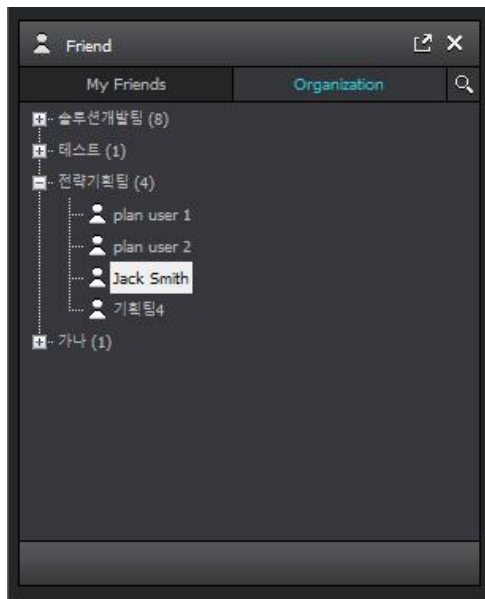 Friend
My Friends
Organization
솔루션개발팀 (8)
테스트 (1)
전략기획팀 (4)
plan user 1
plan user 2
Jack Smith
기획팀4
가나 (1)